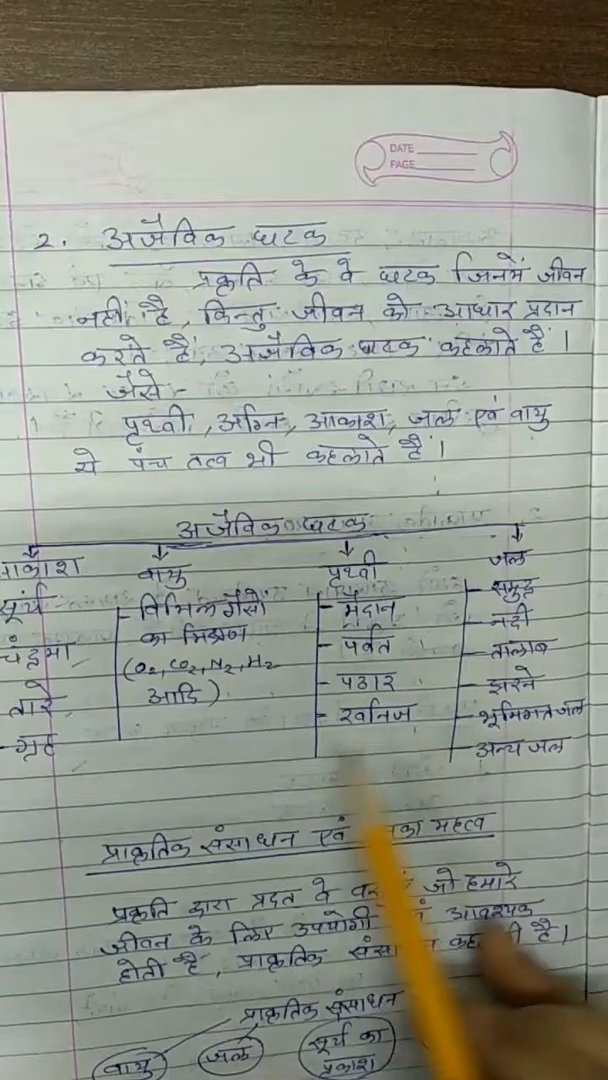 DATE
PAGE
2. अजैविक घटक
प्रकृति के वे घटक जिनमें जीवन
नहीं है, किन्तु जीवन को आधार प्रदान
करते हैं, अजैविक घटक कहलाते हैं।
जैसे -
पृथ्वी, अग्नि, आकाश, जल एवं वायु
ये पंच तत्व भी कहलाते हैं।
अजैविक घटक
आकाश
सूर्य
चंद्रमा
तारे
ग्रह
वायु
विभिन्न गैसों
का मिश्रण
(O₂, CO₂, N₂, H₂
आदि)
पृथ्वी
मैदान
पर्वत
पठार
खनिज
जल
समुद्र
नदी
तालाब
झरने
भूमिगत जल
अन्य जल
प्राकृतिक संसाधन एवं महत्व
प्रकृति द्वारा प्रदत वे जो हमारे
जीवन के लिए उपयोगी आवश्यक
होती है, प्राकृतिक है।
प्राकृतिक संसाधन
वायु
जल
सूर्य का
प्रकाश